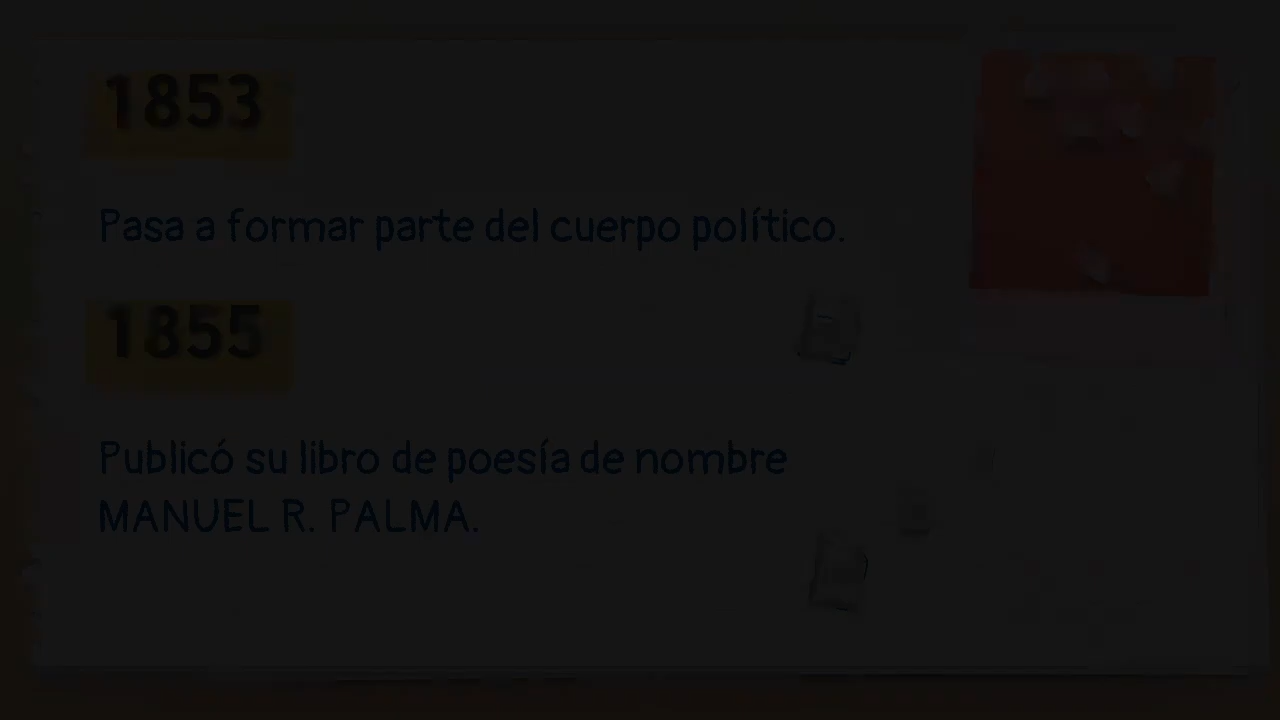 1853
Pasa a formar parte del cuerpo político.
1855
Publicó su libro de poesía de nombre
MANUEL R. PALMA.